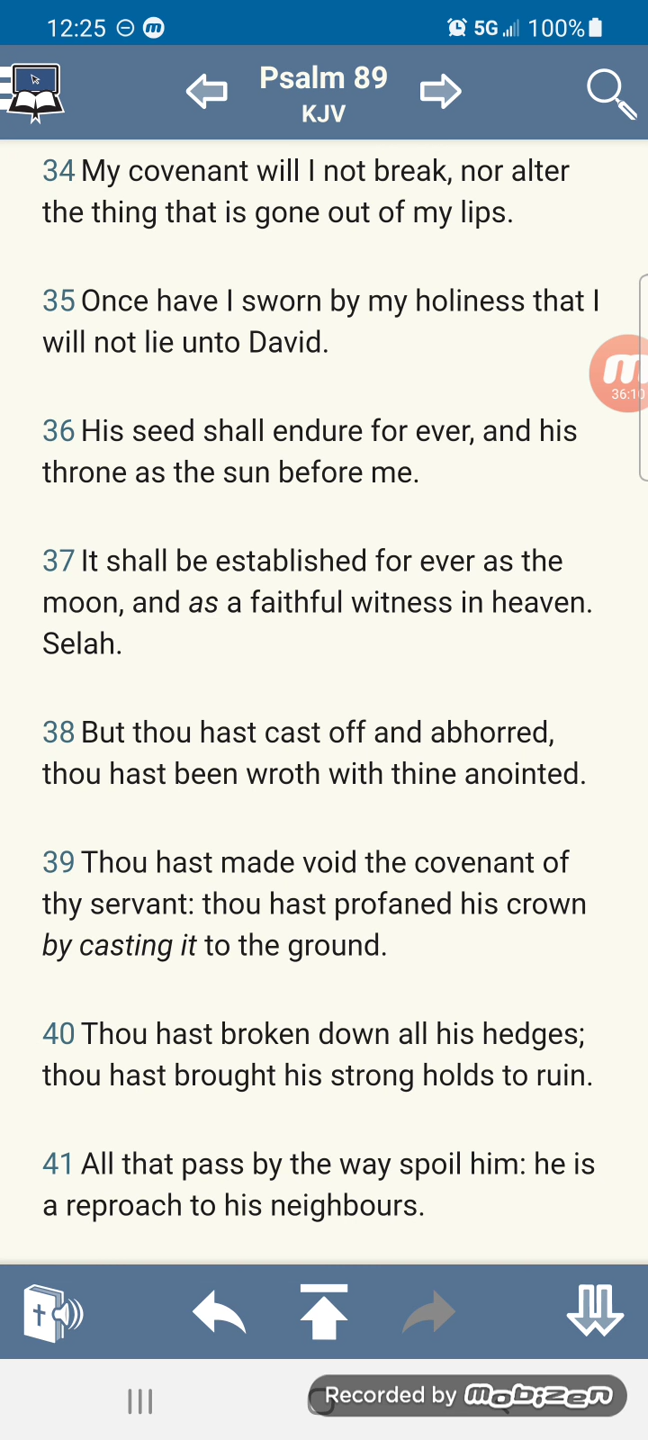 12:25 m 5G 100%
Psalm 89
KJV
34 My covenant will I not break, nor alter
the thing that is gone out of my lips.
35 Once have I sworn by my holiness that I
will not lie unto David.
m
36:10
36 His seed shall endure for ever, and his
throne as the sun before me.
37 It shall be established for ever as the
moon, and as a faithful witness in heaven.
Selah.
38 But thou hast cast off and abhorred,
thou hast been wroth with thine anointed.
39 Thou hast made void the covenant of
thy servant: thou hast profaned his crown
by casting it to the ground.
40 Thou hast broken down all his hedges;
thou hast brought his strong holds to ruin.
41 All that pass by the way spoil him: he is
a reproach to his neighbours.
Recorded by mobizen